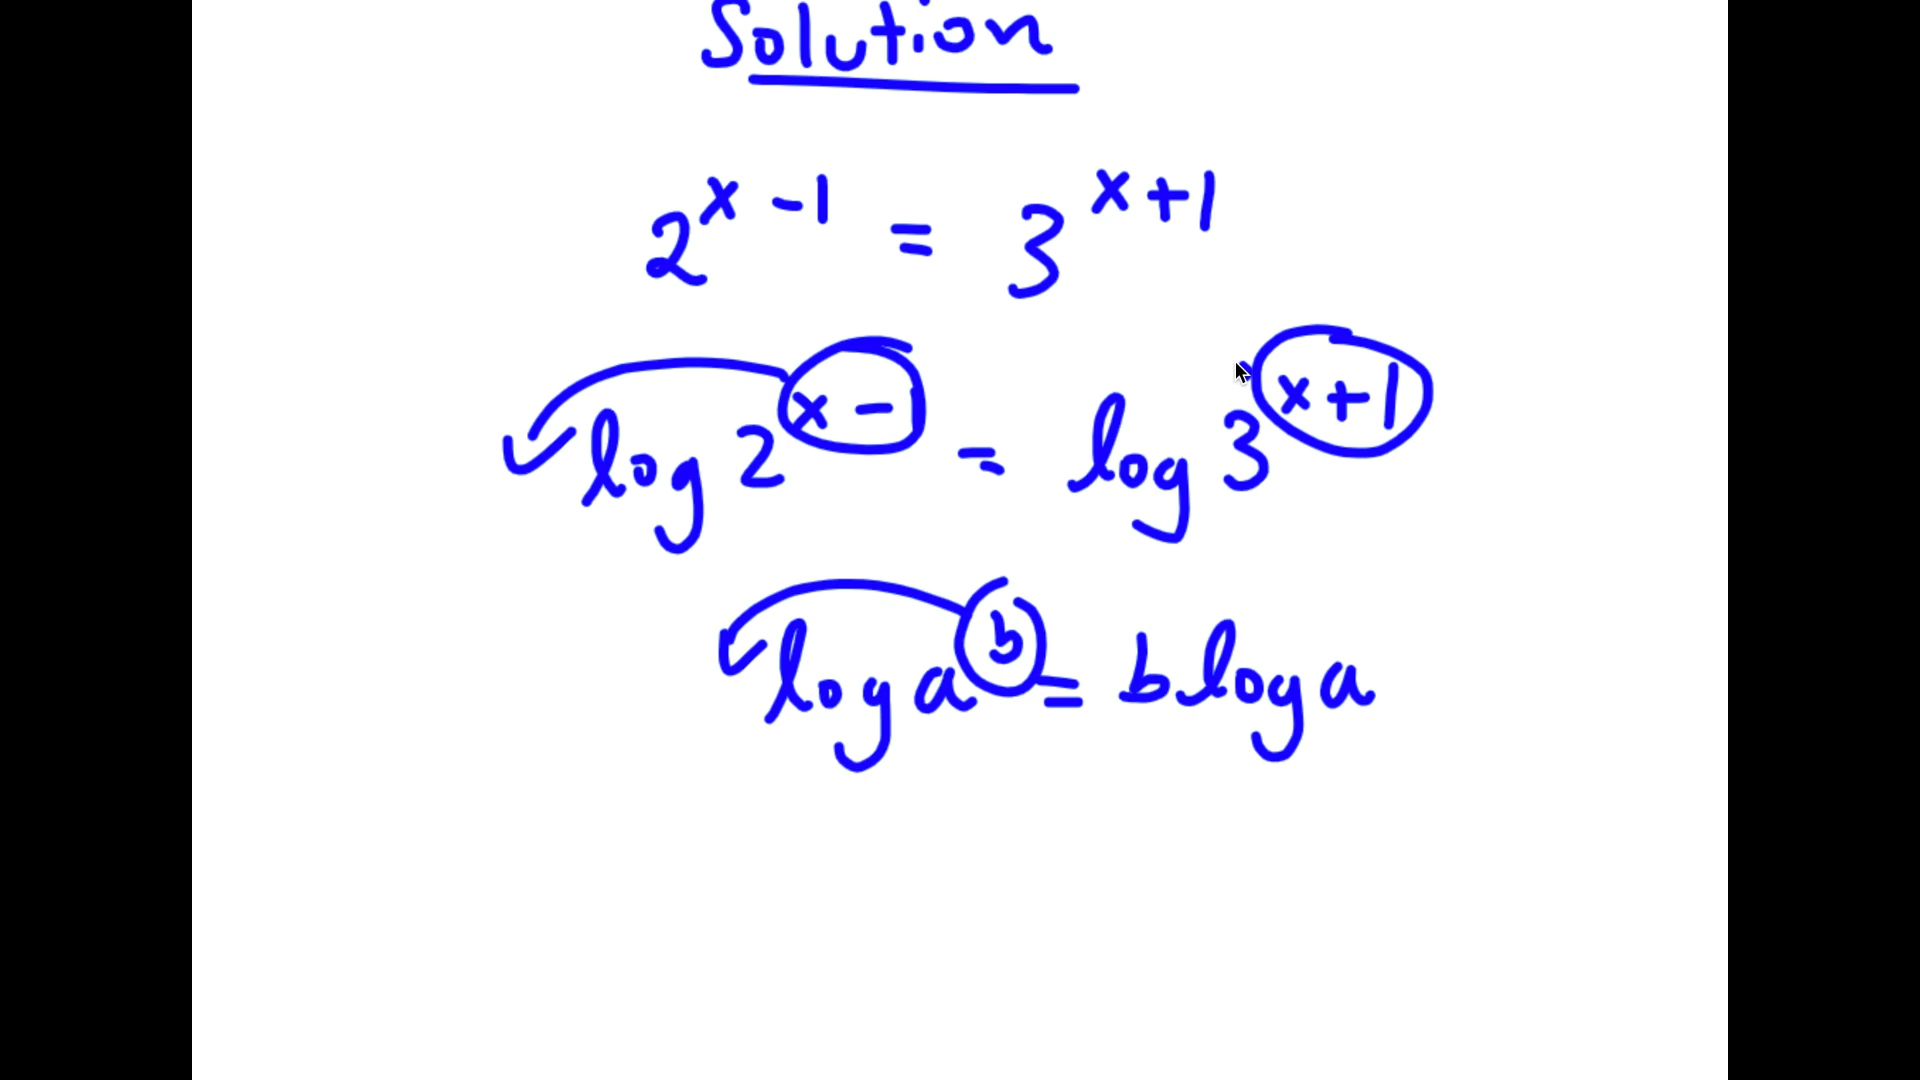 Solution
2^{x-1} = 3^{x+1}
log 2^{x-1} = log 3^{x+1}
log a^{b} = b log a